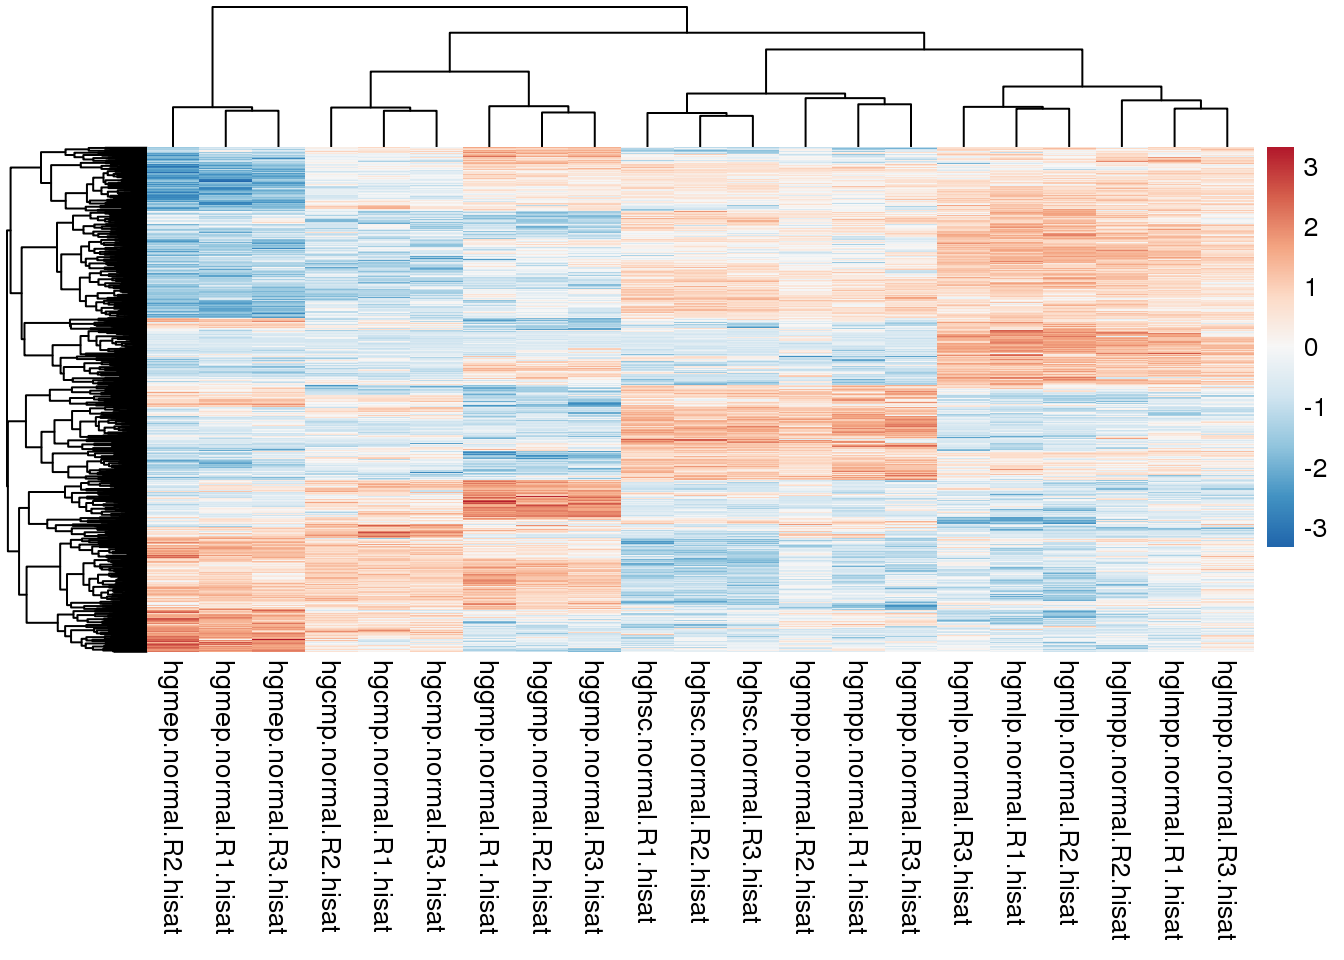 3
2
1
0
-1
-2
-3
hgmep.normal.R2.hisat
hgmep.normal.R1.hisat
hgmep.normal.R3.hisat
hgcmp.normal.R2.hisat
hgcmp.normal.R1.hisat
hgcmp.normal.R3.hisat
hggmp.normal.R1.hisat
hggmp.normal.R2.hisat
hggmp.normal.R3.hisat
hghsc.normal.R1.hisat
hghsc.normal.R2.hisat
hghsc.normal.R3.hisat
hgmpp.normal.R2.hisat
hgmpp.normal.R1.hisat
hgmpp.normal.R3.hisat
hgmlp.normal.R3.hisat
hgmlp.normal.R1.hisat
hgmlp.normal.R2.hisat
hglmpp.normal.R2.hisat
hglmpp.normal.R1.hisat
hglmpp.normal.R3.hisat